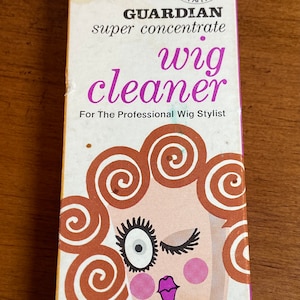 GUARDIAN
super concentrate
wig
cleaner
For The Professional Wig Stylist